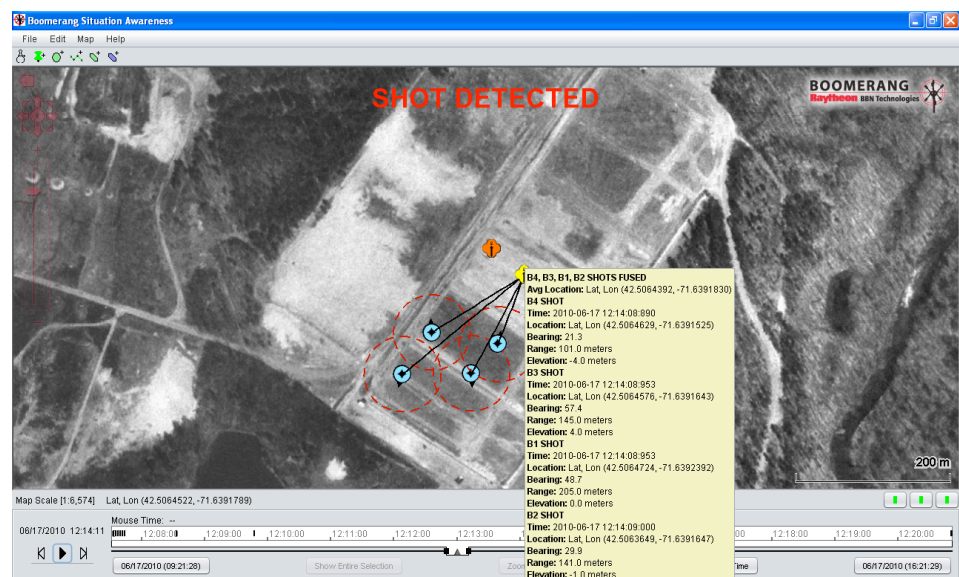 Boomerang Situation Awareness
File Edit Map Help
SHOT DETECTED
BOOMERANG
Raytheon BBN Technologies
B4, B3, B1, B2 SHOTS FUSED
Avg Location: Lat, Lon (42.5064392, -71.6391830)
B4 SHOT
Time: 2010-06-17 12:14:08:890
Location: Lat, Lon (42.5064629, -71.6391525)
Bearing: 21.3
Range: 101.0 meters
Elevation: -4.0 meters
B3 SHOT
Time: 2010-06-17 12:14:08:953
Location: Lat, Lon (42.5064576, -71.6391643)
Bearing: 57.4
Range: 145.0 meters
Elevation: 4.0 meters
B1 SHOT
Time: 2010-06-17 12:14:08:953
Location: Lat, Lon (42.5064724, -71.6392392)
Bearing: 48.7
Range: 205.0 meters
Elevation: 0.0 meters
B2 SHOT
Time: 2010-06-17 12:14:09:000
Location: Lat, Lon (42.5063649, -71.6391647)
Bearing: 29.9
Range: 141.0 meters
Elevation: -1.0 meters
200 m
Map Scale [1:6,574] Lat, Lon (42.5064522, -71.6391789)
Mouse Time: --
06/17/2010 12:14:11
12:08:00 12:09:00 12:10:00 12:11:00 12:12:00 12:13:00 12:18:00 12:19:00 12:20:00
06/17/2010 (09:21:28) Show Entire Selection 06/17/2010 (16:21:29)